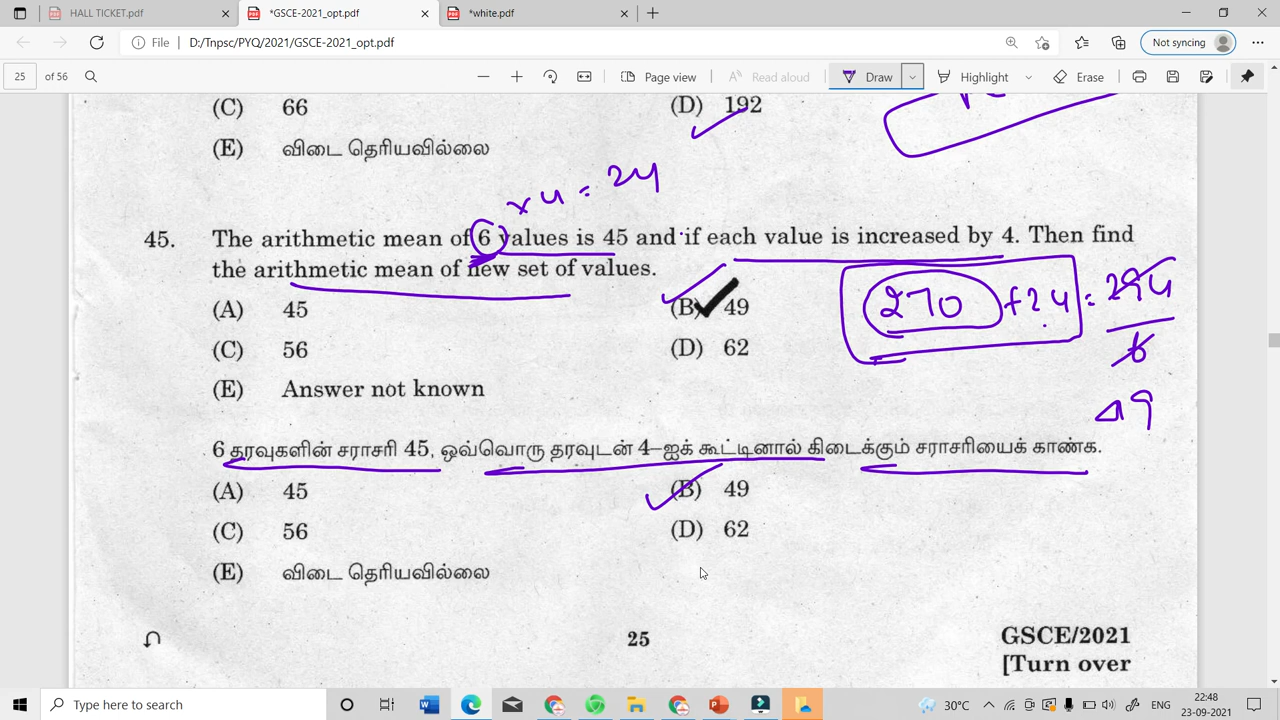 HALL TICKET.pdf
*GSCE-2021_opt.pdf
*white.pdf
File D:/Tnpsc/PYQ/2021/GSCE-2021_opt.pdf
Not syncing
25 of 56
Page view
Read aloud
Draw
Highlight
Erase
(C) 66
(D) 192
(E) விடை தெரியவில்லை
× 4 = 24
45. The arithmetic mean of 6 values is 45 and if each value is increased by 4. Then find
the arithmetic mean of new set of values.
(A) 45
(B) 49
270 + 24 = 294
6
49
(C) 56
(D) 62
(E) Answer not known
6 தரவுகளின் சராசரி 45, ஒவ்வொரு தரவுடன் 4–ஐக் கூட்டினால் கிடைக்கும் சராசரியைக் காண்க.
(A) 45
(B) 49
(C) 56
(D) 62
(E) விடை தெரியவில்லை
25
GSCE/2021
[Turn over
Type here to search
30°C
ENG
22:48
23-09-2021